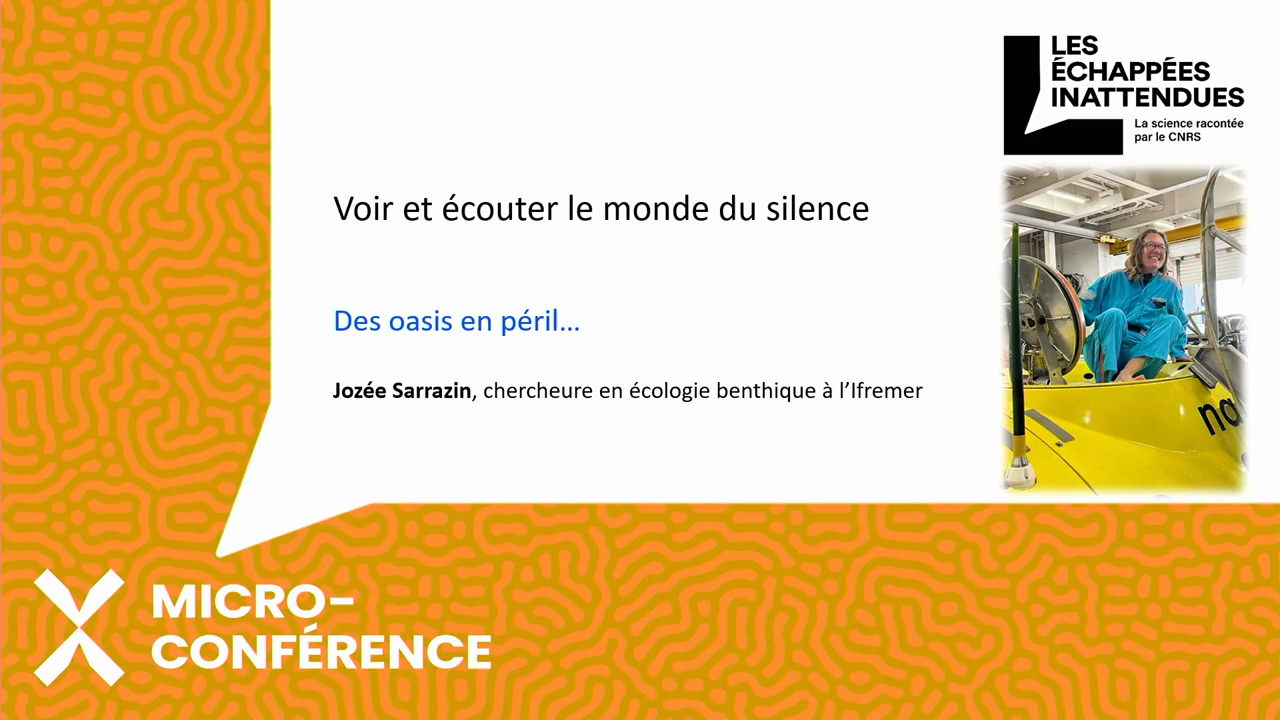 LES
ÉCHAPPÉES
INATTENDUES
La science racontée
par le CNRS
Voir et écouter le monde du silence
Des oasis en péril...
Jozée Sarrazin, chercheure en écologie benthique à l’Ifremer
MICRO-
CONFÉRENCE